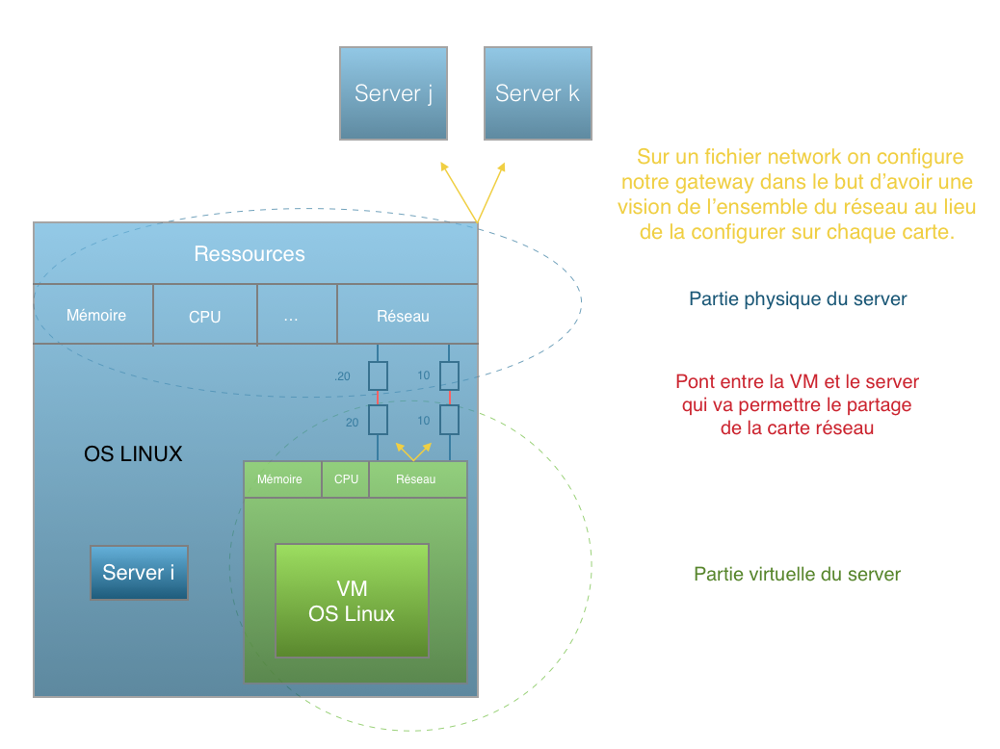 Server j
Server k
Sur un fichier network on configure
notre gateway dans le but d'avoir une
vision de l'ensemble du réseau au lieu
de la configurer sur chaque carte.
Ressources
Mémoire
CPU
...
Réseau
Partie physique du server
.20
10
Pont entre la VM et le server
qui va permettre le partage
de la carte réseau
20
10
OS LINUX
Mémoire
CPU
Réseau
Server i
VM
OS Linux
Partie virtuelle du server